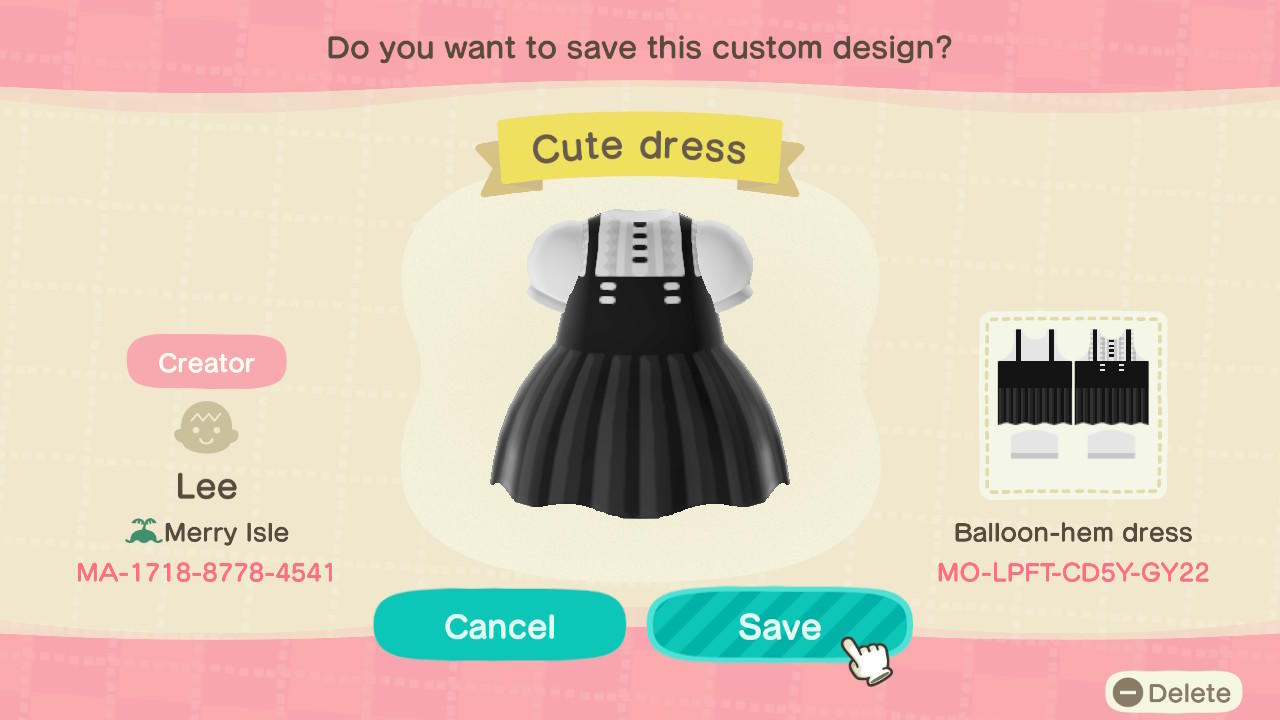 Do you want to save this custom design?
Cute dress
Creator
Lee
Merry Isle
MA-1718-8778-4541
Balloon-hem dress
MO-LPFT-CD5Y-GY22
Cancel
Save
Delete